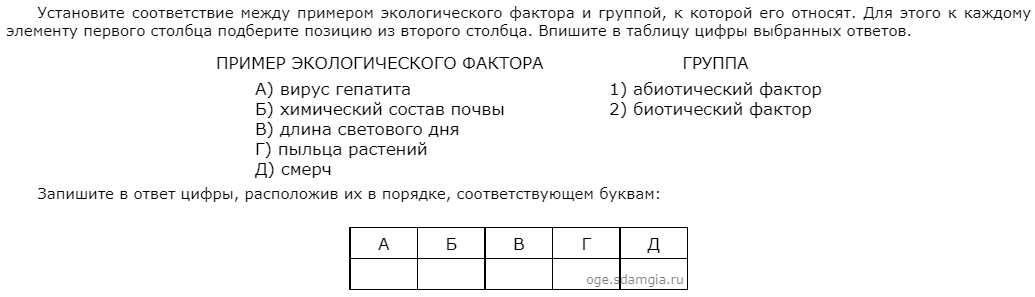 Установите соответствие между примером экологического фактора и группой, к которой его относят. Для этого к каждому
элементу первого столбца подберите позицию из второго столбца. Впишите в таблицу цифры выбранных ответов.
ПРИМЕР ЭКОЛОГИЧЕСКОГО ФАКТОРА ГРУППА
А) вирус гепатита 1) абиотический фактор
Б) химический состав почвы 2) биотический фактор
В) длина светового дня
Г) пыльца растений
Д) смерч
Запишите в ответ цифры, расположив их в порядке, соответствующем буквам:
А Б В Г Д
oge.sdamgia.ru